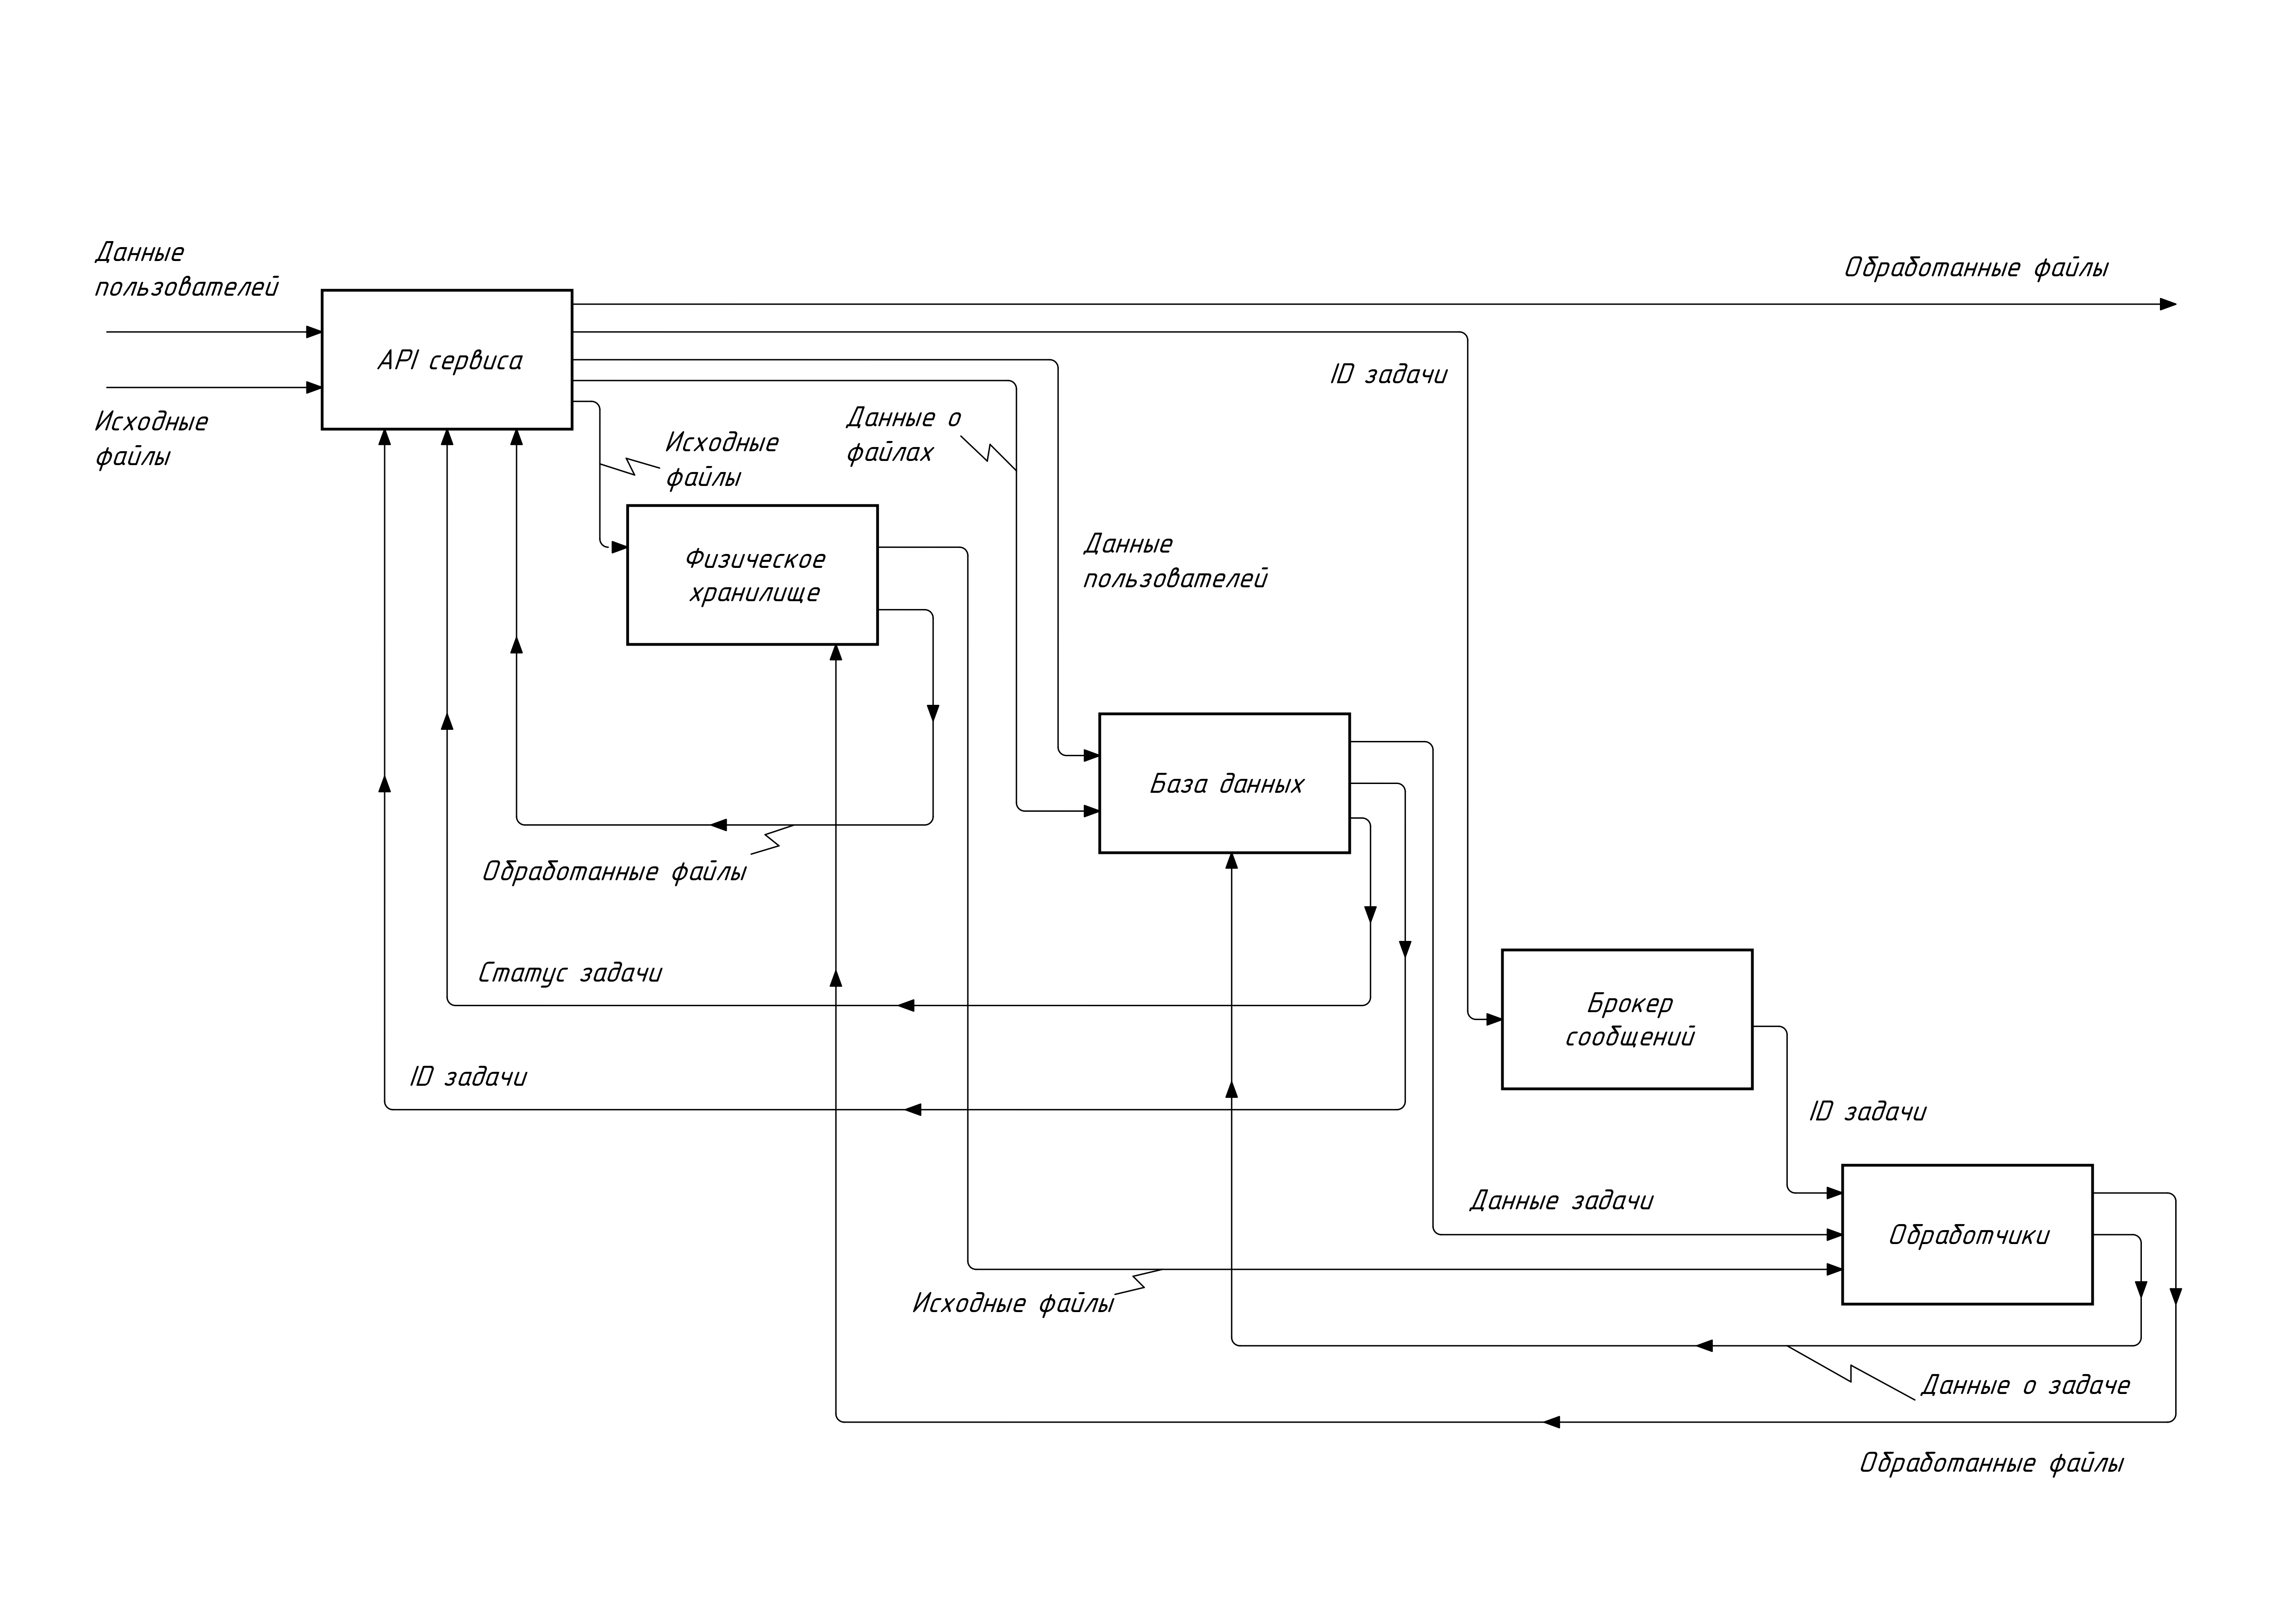 Данные
пользователей
Обработанные файлы
API сервиса
ID задачи
Исходные
файлы
Данные о
файлах
Исходные
файлы
Данные
пользователей
Физическое
хранилище
База данных
Обработанные файлы
Статус задачи
Брокер
сообщений
ID задачи
ID задачи
Данные задачи
Обработчики
Исходные файлы
Данные о задаче
Обработанные файлы